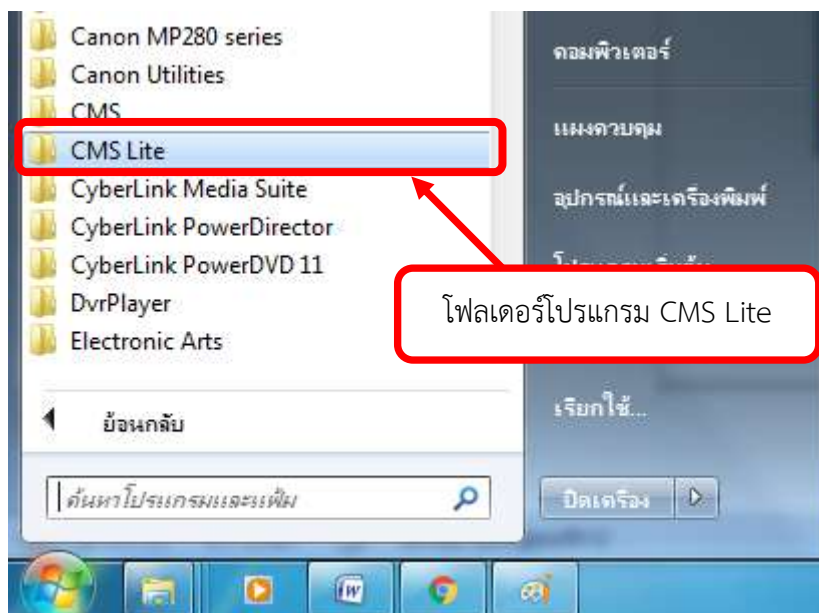 Canon MP280 series
Canon Utilities
CMS
CMS Lite
CyberLink Media Suite
CyberLink PowerDirector
CyberLink PowerDVD 11
DvrPlayer
Electronic Arts
ย้อนกลับ
ค้นหาโปรแกรมและแฟ้ม
คอมพิวเตอร์
แผงควบคุม
อุปกรณ์และเครื่องพิมพ์
โฟลเดอร์โปรแกรม CMS Lite
เรียกใช้...
ปิดเครื่อง